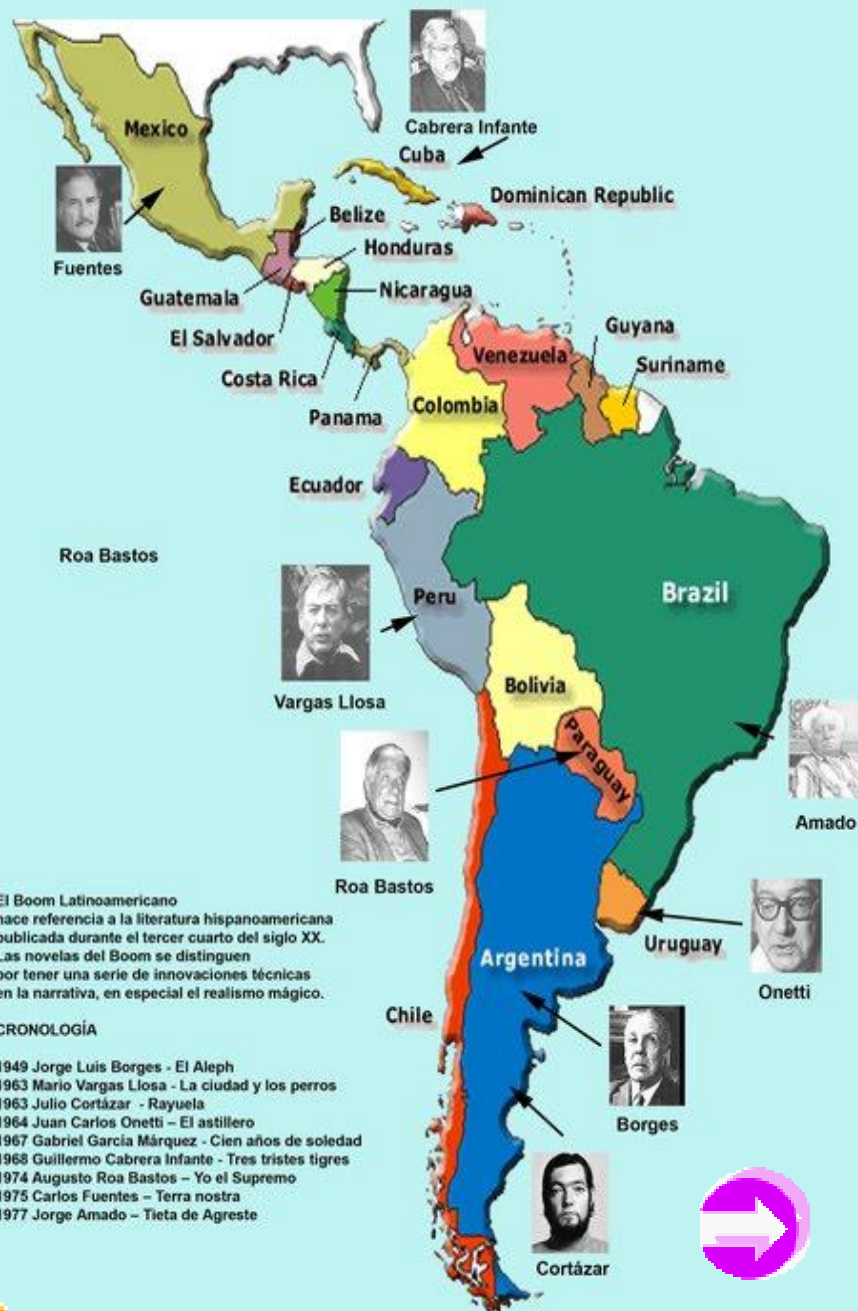 Cabrera Infante
Mexico
Cuba
Dominican Republic
Fuentes
Belize
Honduras
Guatemala
Nicaragua
El Salvador
Guyana
Venezuela
Suriname
Costa Rica
Panama
Colombia
Ecuador
Roa Bastos
Peru
Brazil
Vargas Llosa
Bolivia
Paraguay
Amado
Roa Bastos
Uruguay
Onetti
Argentina
Chile
Borges
Cortázar
El Boom Latinoamericano
hace referencia a la literatura hispanoamericana
publicada durante el tercer cuarto del siglo XX.
Las novelas del Boom se distinguen
por tener una serie de innovaciones técnicas
en la narrativa, en especial el realismo mágico.
CRONOLOGÍA
1949 Jorge Luis Borges - El Aleph
1963 Mario Vargas Llosa - La ciudad y los perros
1963 Julio Cortázar - Rayuela
1964 Juan Carlos Onetti – El astillero
1967 Gabriel García Márquez - Cien años de soledad
1968 Guillermo Cabrera Infante - Tres tristes tigres
1974 Augusto Roa Bastos – Yo el Supremo
1975 Carlos Fuentes – Terra nostra
1977 Jorge Amado – Tieta de Agreste